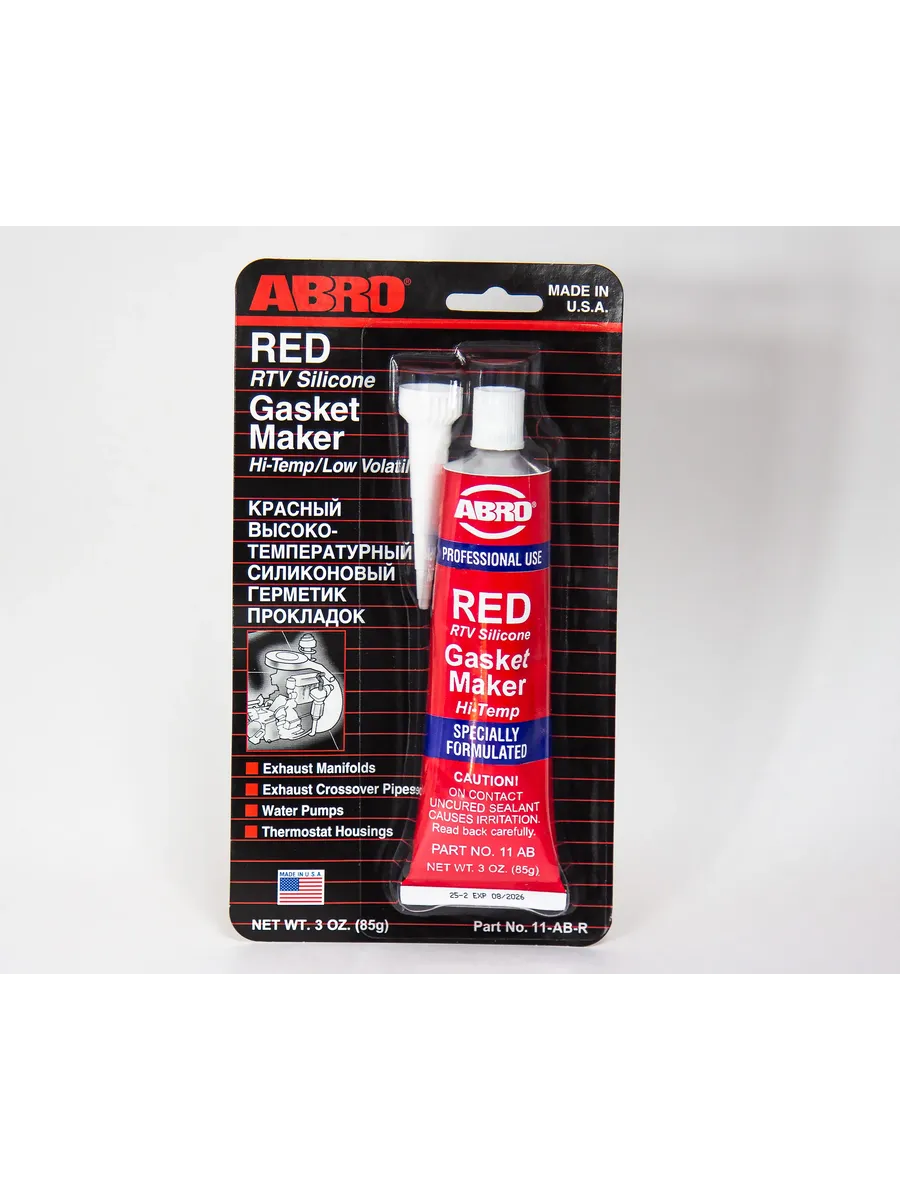 ABRO®
MADE IN
U.S.A.
RED
RTV Silicone
Gasket
Maker
Hi-Temp/Low
КРАСНЫЙ
ВЫСОКО-
ТЕМПЕРАТУРНЫЙ
СИЛИКОНОВЫЙ
ГЕРМЕТИК
ПРОКЛАДОК
Exhaust Manifolds
Exhaust Crossover Pipes
Water Pumps
Thermostat Housings
MADE IN U.S.A
NET WT. 3 OZ. (85g)
Part No. 11-AB-R
ABRO®
PROFESSIONAL USE
RED
RTV Silicone
Gasket
Maker
Hi-Temp
SPECIALLY
FORMULATED
CAUTION!
ON CONTACT
UNCURED SEALANT
CAUSES IRRITATION.
Read back carefully.
PART NO. 11 AB
NET WT. 3 OZ. (85g)
25-2 EXP 08/2026